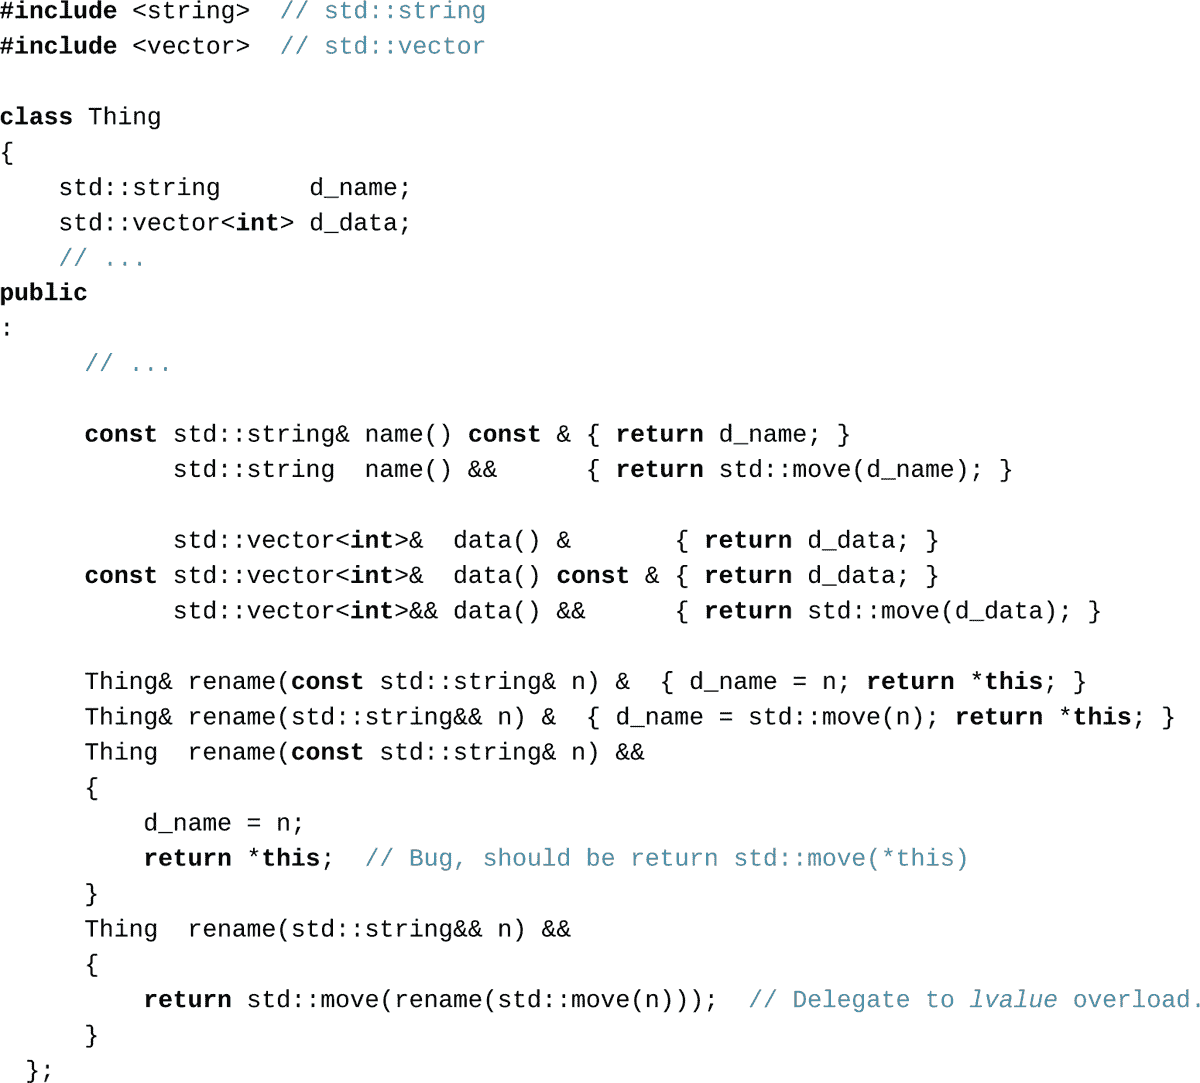 #include <string>  // std::string
#include <vector>  // std::vector

class Thing
{
    std::string      d_name;
    std::vector<int> d_data;
    // ...
public
:
      // ...

      const std::string& name() const & { return d_name; }
            std::string  name() &&      { return std::move(d_name); }

            std::vector<int>&  data() &       { return d_data; }
      const std::vector<int>&  data() const & { return d_data; }
            std::vector<int>&& data() &&      { return std::move(d_data); }

      Thing& rename(const std::string& n) &  { d_name = n; return *this; }
      Thing& rename(std::string&& n) &  { d_name = std::move(n); return *this; }
      Thing  rename(const std::string& n) &&
      {
          d_name = n;
          return *this;  // Bug, should be return std::move(*this)
      }
      Thing  rename(std::string&& n) &&
      {
          return std::move(rename(std::move(n)));  // Delegate to lvalue overload.
      }
  };